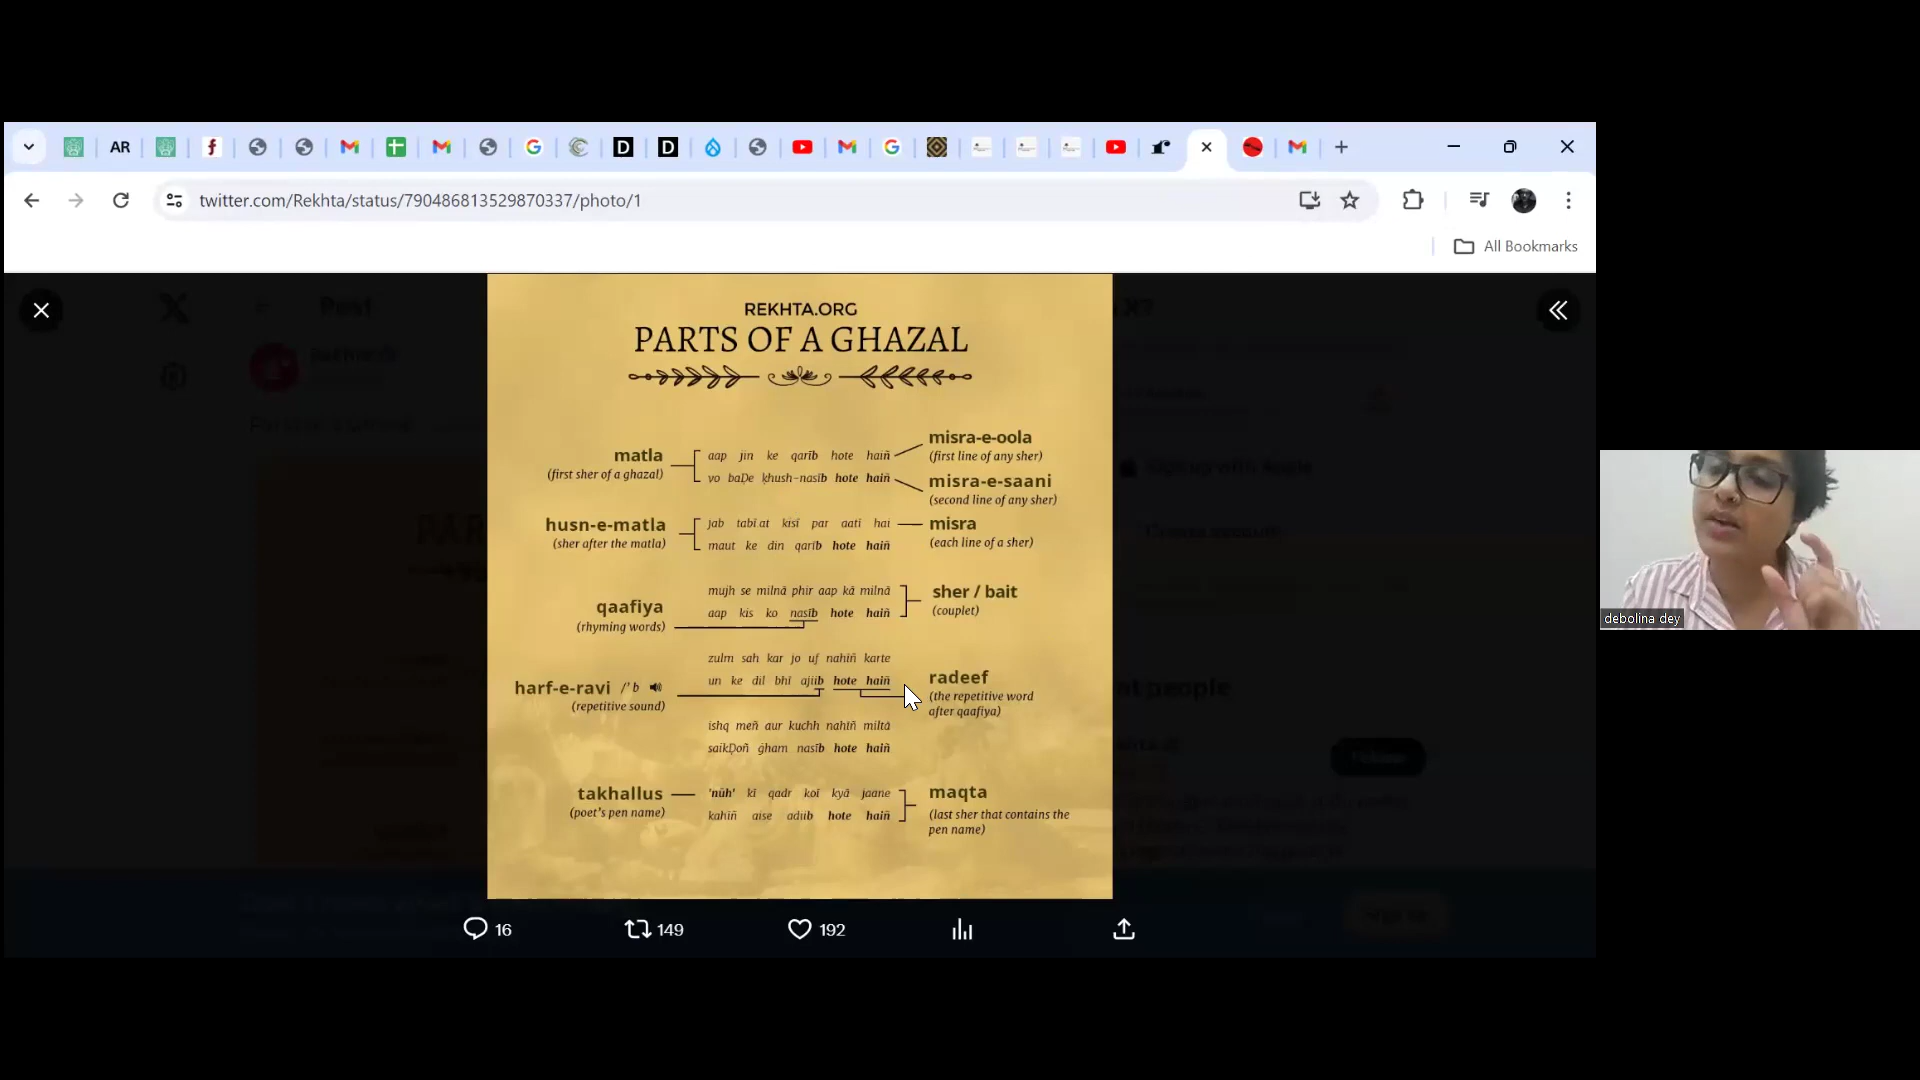 AR
twitter.com/Rekhta/status/790486813529870337/photo/1
All Bookmarks
REKHTA.ORG
PARTS OF A GHAZAL
matla
(first sher of a ghazal)
aap jin ke qarīb hote haiñ
vo baḌe ḳhush-nasīb hote haiñ
misra-e-oola
(first line of any sher)
misra-e-saani
(second line of any sher)
husn-e-matla
(sher after the matla)
jab tabī.at kisī par aati hai
maut ke din qarīb hote haiñ
misra
(each line of a sher)
qaafiya
(rhyming words)
mujh se milnā phir aap kā milnā
aap kis ko nasīb hote haiñ
sher / bait
(couplet)
harf-e-ravi /' b
(repetitive sound)
zulm sah kar jo uf nahīñ karte
un ke dil bhī ajiib hote haiñ
radeef
(the repetitive word
after qaafiya)
ishq meñ aur kuchh nahīñ miltā
saikḌoñ ġham nasīb hote haiñ
takhallus
(poet's pen name)
'nūh' kī qadr koī kyā jaane
kahīñ aise adiib hote haiñ
maqta
(last sher that contains the
pen name)
16
149
192
debolina dey